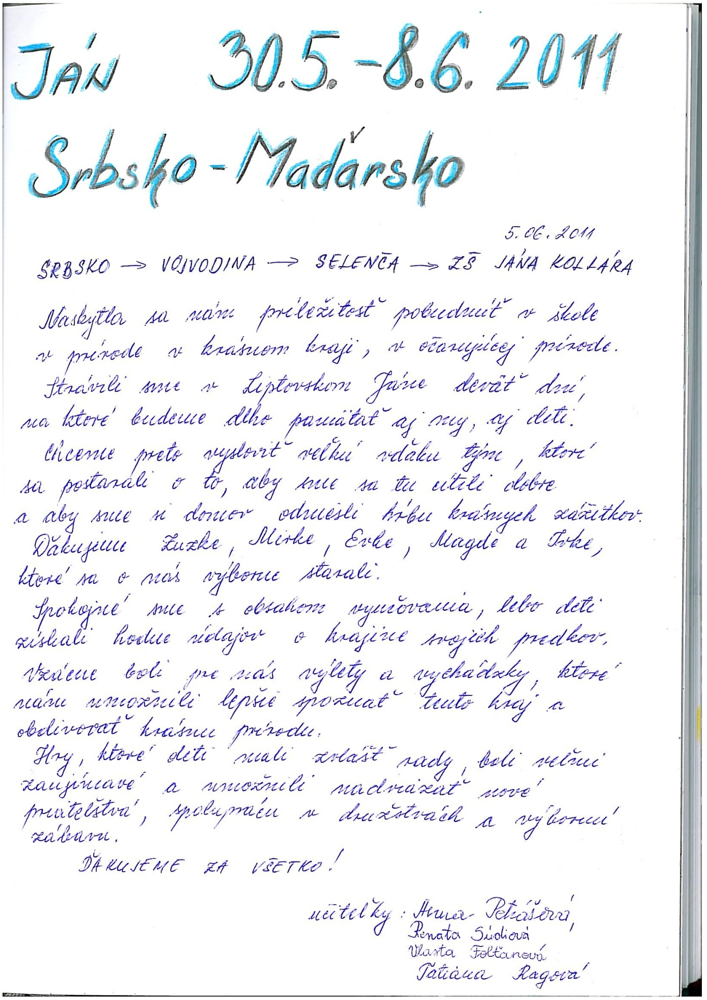 JÁN 30.5.-8.6. 2011
Srbsko-Maďarsko
5.06.2011
SRBSKO → VOJVODINA → SELENČA → ZŠ JÁNA KOLLÁRA
Naskytla sa nám príležitosť pobudnúť v škole
v prírode v krásnom kraji, v očarujúcej prírode.
Strávili sme v Liptovskom Jáne deväť dní,
na ktoré budeme dlho pamätať aj my, aj deti.
Chceme preto vysloviť veľkú vďaku tým, ktorí
sa postarali o to, aby sme sa tu cítili dobre
a aby sme si domov odniesli hŕbu krásnych zážitkov.
Ďakujeme Zuzke, Mirke, Evke, Magde a Ivke,
ktoré sa o nás výborne starali.
Spokojné sme s obsahom vyučovania, lebo deti
získali hodne údajov o krajine svojich predkov.
Vzácne boli pre nás výlety a vychádzky, ktoré
nám umožnili lepšie spoznať tento kraj a
obdivovať krásnu prírodu.
Hry, ktoré deti mali zvlášť rady, boli veľmi
zaujímavé a umožnili nadviazať nové
priateľstvá, spoluprácu v družstvách a výbornú
zábavu.
ĎAKUJEME ZA VŠETKO!
učiteľky: Anna Petrášová,
Renata Súdiová
Vlasta Folťanová
Tatiana Ragová